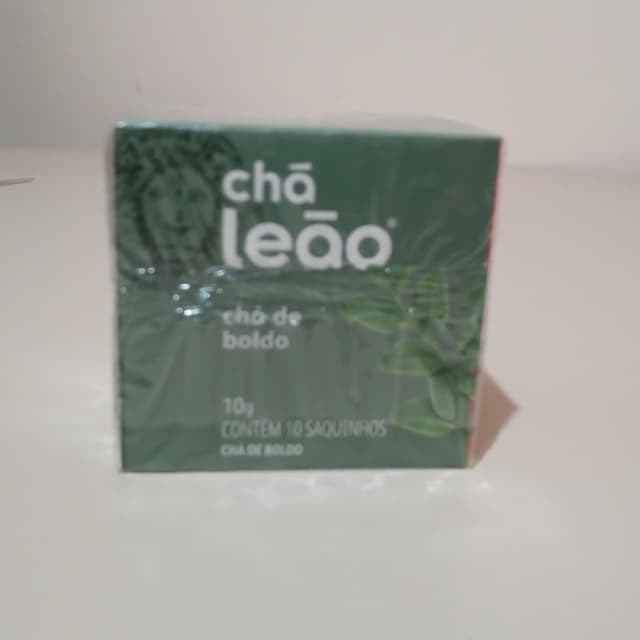 chá
leão
chá de
boldo
10g
CONTÉM 10 SAQUINHOS
CHÁ DE BOLDO